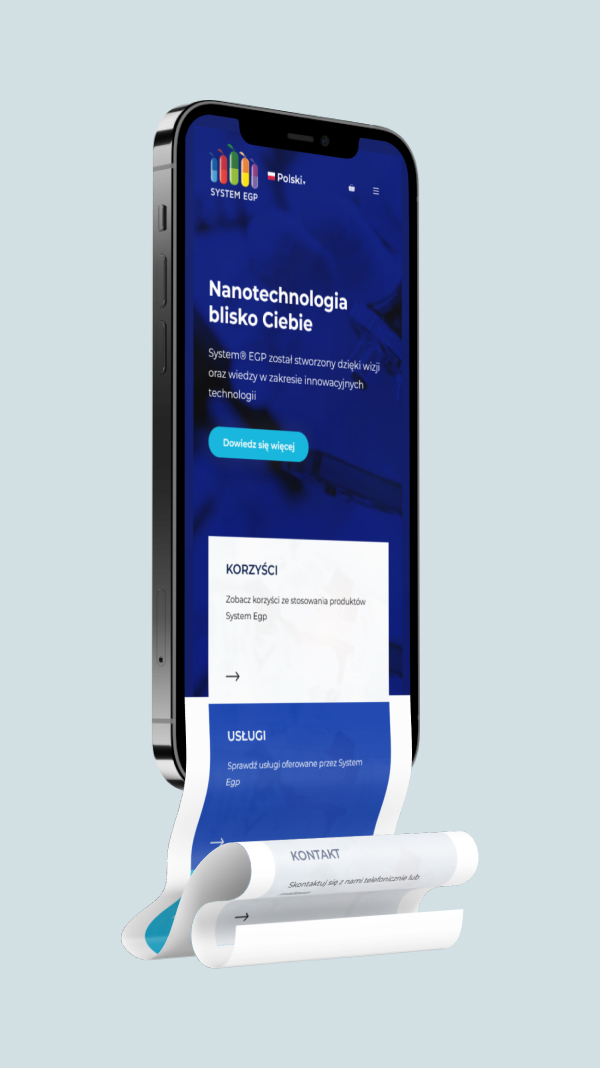 SYSTEM EGP
Polski
Nanotechnologia
blisko Ciebie
System® EGP został stworzony dzięki wizji
oraz wiedzy w zakresie innowacyjnych
technologii
Dowiedz się więcej
KORZYŚCI
Zobacz korzyści ze stosowania produktów
System Egp
USŁUGI
Sprawdź usługi oferowane przez System
Egp
KONTAKT
Skontaktuj się z nami telefonicznie lub